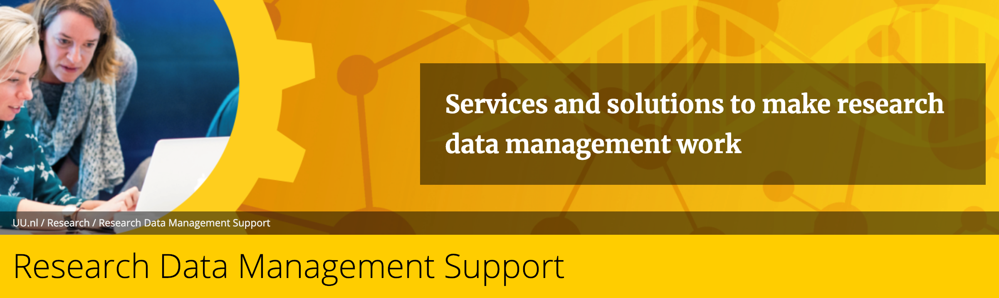 Services and solutions to make research
data management work
UU.nl / Research / Research Data Management Support
Research Data Management Support